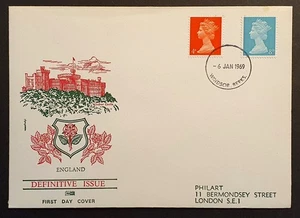 - 6 JAN 1969
WINDSOR BERKS
ENGLAND
DEFINITIVE ISSUE
FIRST DAY COVER
PHILART
11 BERMONDSEY STREET
LONDON S.E.1